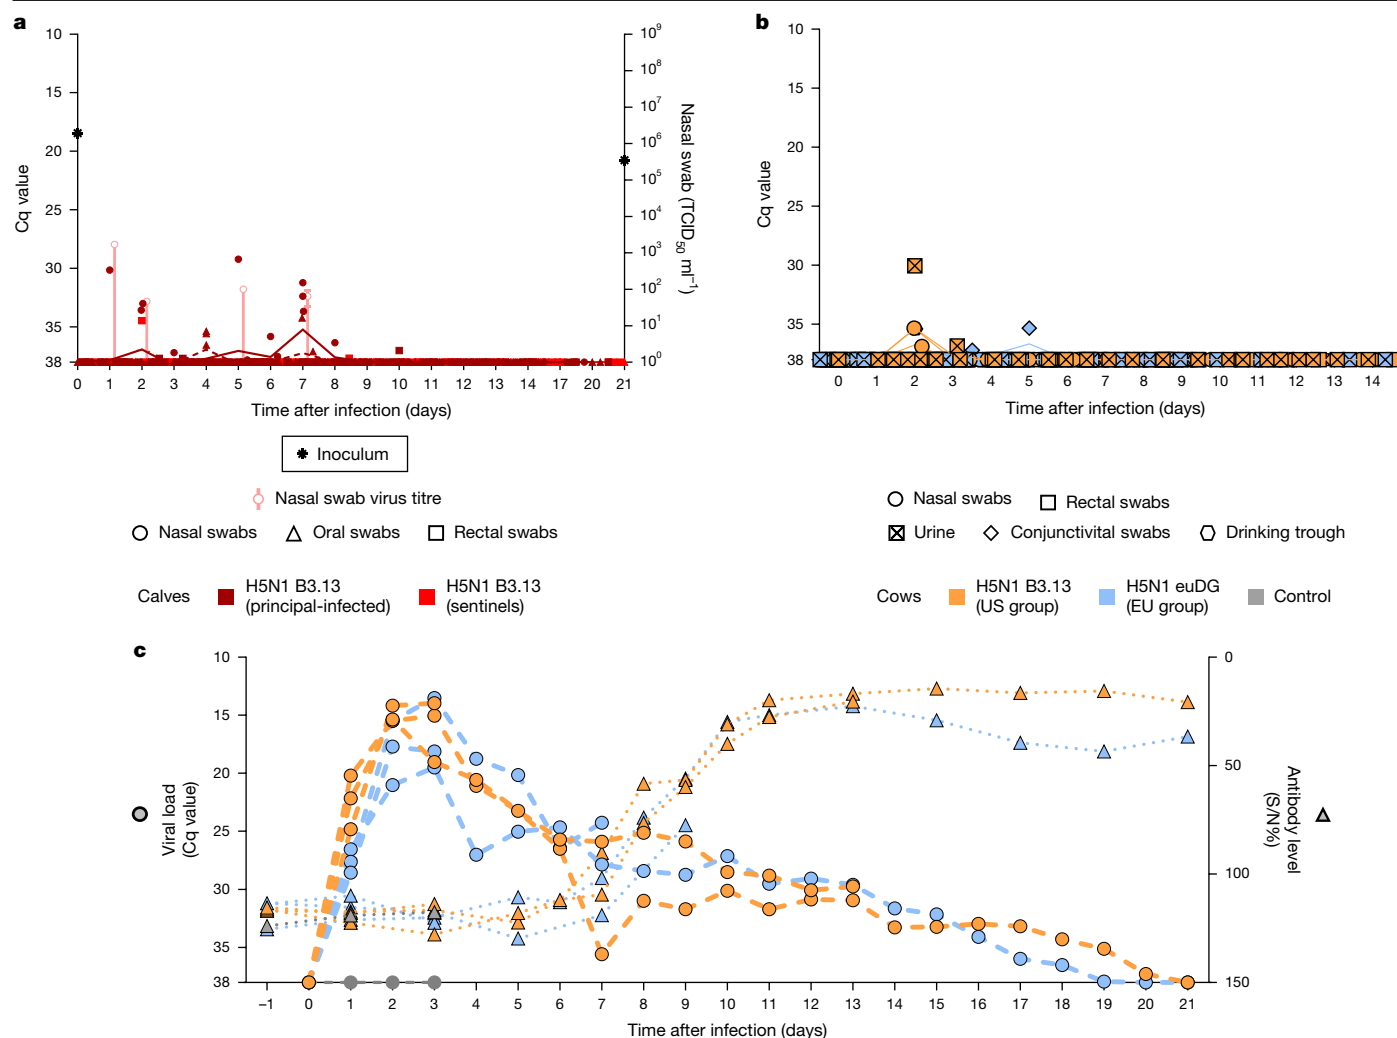 a
10
15
20
25
30
35
38
Cq value
10⁹
10⁸
10⁷
10⁶
10⁵
10⁴
10³
10²
10¹
10⁰
Nasal swab (TCID₅₀ ml⁻¹)
0 1 2 3 4 5 6 7 8 9 10 11 12 13 14 17 20 21
Time after infection (days)
Inoculum
Nasal swab virus titre
Nasal swabs Oral swabs Rectal swabs
Calves
H5N1 B3.13
(principal-infected)
H5N1 B3.13
(sentinels)
b
10
15
20
25
30
35
38
Cq value
0 1 2 3 4 5 6 7 8 9 10 11 12 13 14
Time after infection (days)
Nasal swabs Rectal swabs
Urine Conjunctivital swabs Drinking trough
Cows
H5N1 B3.13
(US group)
H5N1 euDG
(EU group)
Control
c
10
15
20
25
30
35
38
Viral load
(Cq value)
0
50
100
150
Antibody level
(S/N%)
−1 0 1 2 3 4 5 6 7 8 9 10 11 12 13 14 15 16 17 18 19 20 21
Time after infection (days)